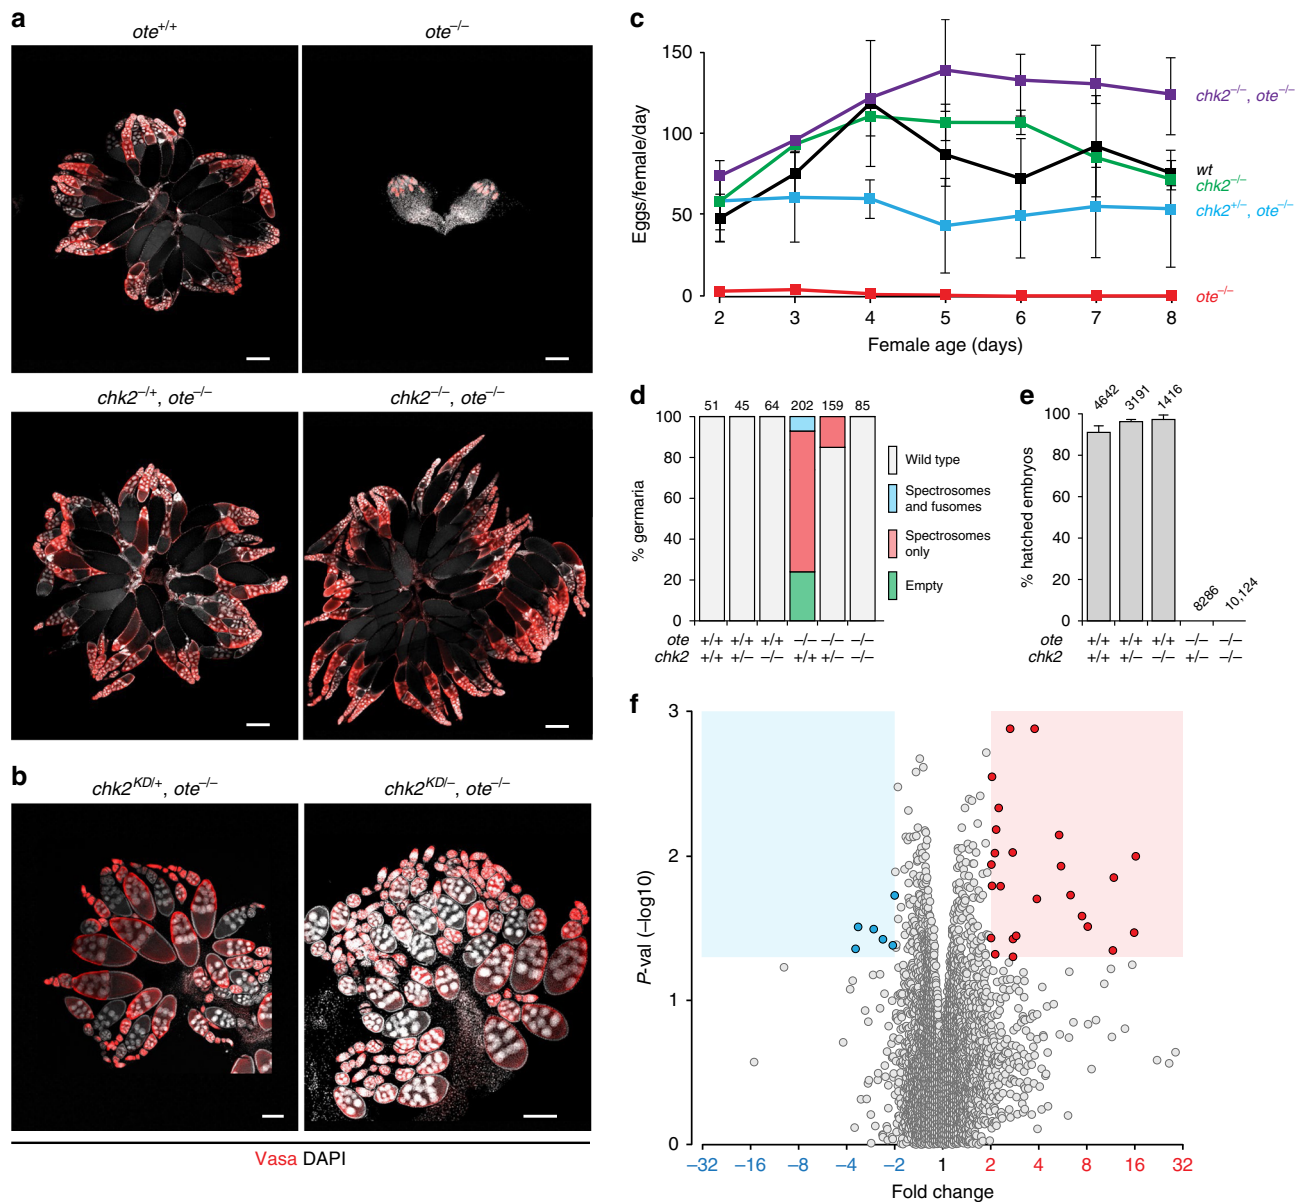 a
ote+/+
ote–/–
chk2–/+, ote–/–
chk2–/–, ote–/–
b
chk2KD/+, ote–/–
chk2KD/–, ote–/–
Vasa DAPI
c
Eggs/female/day
150
100
50
0
2 3 4 5 6 7 8
Female age (days)
chk2–/–, ote–/–
wt
chk2–/–
chk2+/–, ote–/–
ote–/–
d
51 45 64 202 159 85
% germaria
100
80
60
40
20
0
ote +/+ +/+ +/+ –/– –/– –/–
chk2 +/+ +/– –/– +/+ +/– –/–
Wild type
Spectrosomes
and fusomes
Spectrosomes
only
Empty
e
4642 3191 1416 8286 10,124
% hatched embryos
100
80
60
40
20
0
ote +/+ +/+ +/+ –/– –/–
chk2 +/+ +/– –/– +/– –/–
f
P-val (–log10)
3
2
1
0
–32 –16 –8 –4 –2 1 2 4 8 16 32
Fold change